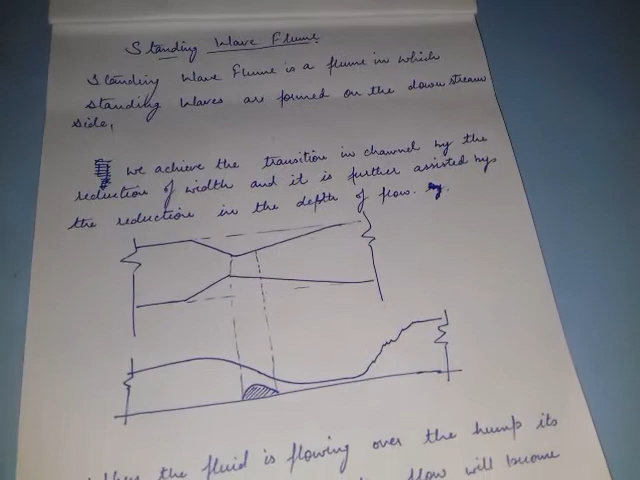 Standing Wave Flume
Standing Wave Flume is a flume in which
standing Waves are formed on the down stream
side,
we achieve the transition in channel by the
reduction of width and it is further assisted by
the reduction in the depth of flow.
the fluid is flowing over the hump its
flow will become